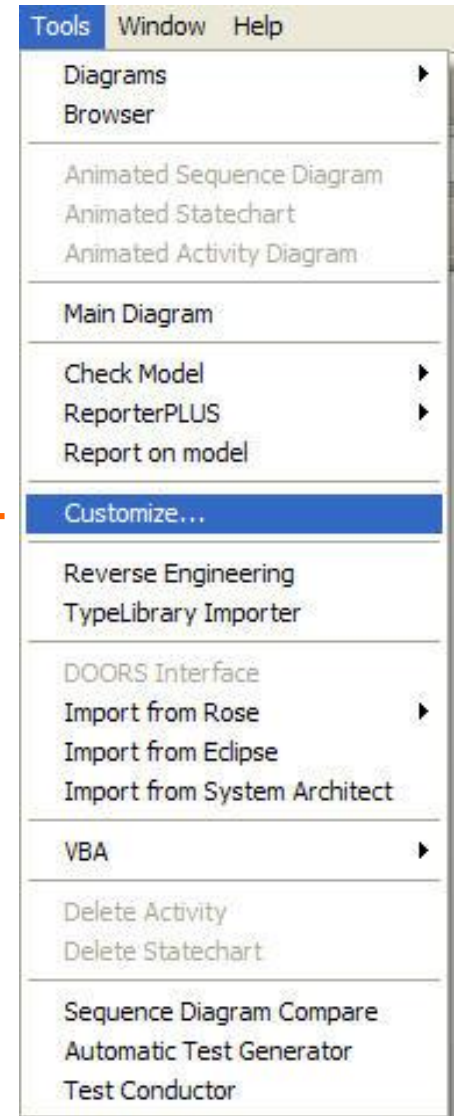 Tools Window Help
Diagrams
Browser
Animated Sequence Diagram
Animated Statechart
Animated Activity Diagram
Main Diagram
Check Model
ReporterPLUS
Report on model
Customize...
Reverse Engineering
TypeLibrary Importer
DOORS Interface
Import from Rose
Import from Eclipse
Import from System Architect
VBA
Delete Activity
Delete Statechart
Sequence Diagram Compare
Automatic Test Generator
Test Conductor